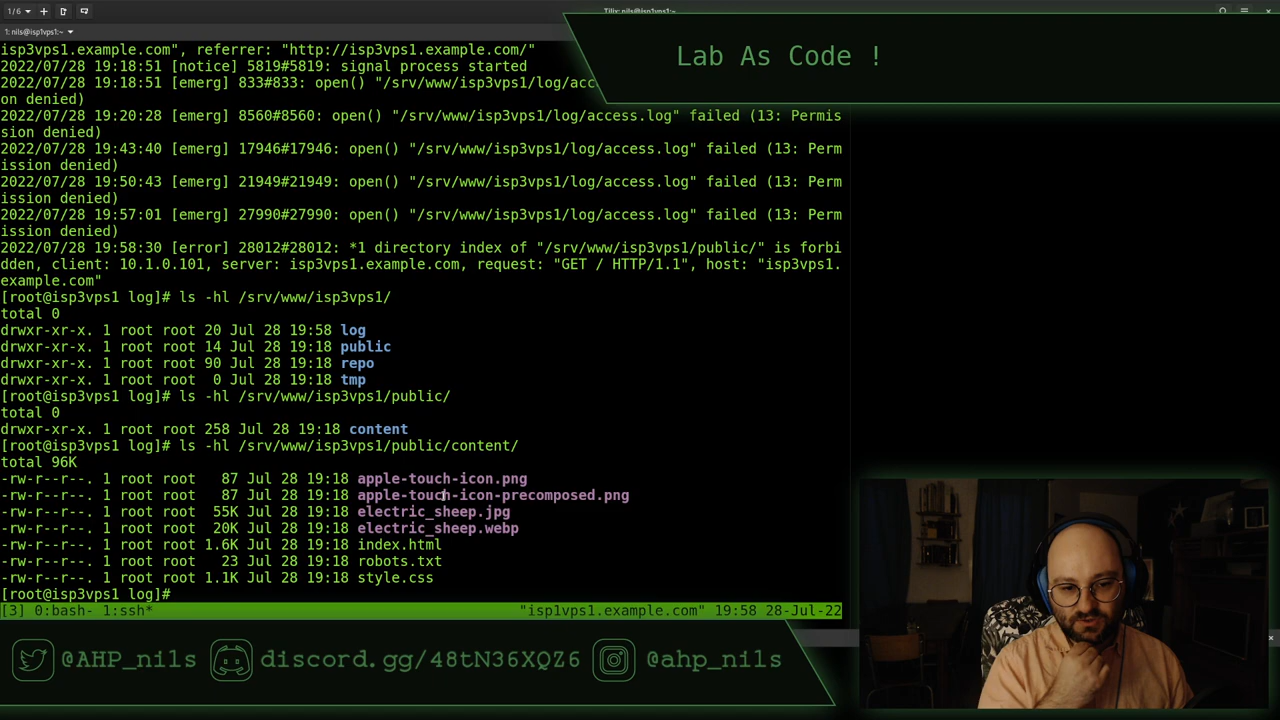 1/6
Tilix: nils@isp1vps1:~
1: nils@isp1vps1:~
Lab As Code !
isp3vps1.example.com", referrer: "http://isp3vps1.example.com/"
2022/07/28 19:18:51 [notice] 5819#5819: signal process started
2022/07/28 19:18:51 [emerg] 833#833: open() "/srv/www/isp3vps1/log/acc
on denied)
2022/07/28 19:20:28 [emerg] 8560#8560: open() "/srv/www/isp3vps1/log/access.log" failed (13: Permis
sion denied)
2022/07/28 19:43:40 [emerg] 17946#17946: open() "/srv/www/isp3vps1/log/access.log" failed (13: Perm
ission denied)
2022/07/28 19:50:43 [emerg] 21949#21949: open() "/srv/www/isp3vps1/log/access.log" failed (13: Perm
ission denied)
2022/07/28 19:57:01 [emerg] 27990#27990: open() "/srv/www/isp3vps1/log/access.log" failed (13: Perm
ission denied)
2022/07/28 19:58:30 [error] 28012#28012: *1 directory index of "/srv/www/isp3vps1/public/" is forbi
dden, client: 10.1.0.101, server: isp3vps1.example.com, request: "GET / HTTP/1.1", host: "isp3vps1.
example.com"
[root@isp3vps1 log]# ls -hl /srv/www/isp3vps1/
total 0
drwxr-xr-x. 1 root root 20 Jul 28 19:58 log
drwxr-xr-x. 1 root root 14 Jul 28 19:18 public
drwxr-xr-x. 1 root root 90 Jul 28 19:18 repo
drwxr-xr-x. 1 root root  0 Jul 28 19:18 tmp
[root@isp3vps1 log]# ls -hl /srv/www/isp3vps1/public/
total 0
drwxr-xr-x. 1 root root 258 Jul 28 19:18 content
[root@isp3vps1 log]# ls -hl /srv/www/isp3vps1/public/content/
total 96K
-rw-r--r--. 1 root root   87 Jul 28 19:18 apple-touch-icon.png
-rw-r--r--. 1 root root   87 Jul 28 19:18 apple-touch-icon-precomposed.png
-rw-r--r--. 1 root root  55K Jul 28 19:18 electric_sheep.jpg
-rw-r--r--. 1 root root  20K Jul 28 19:18 electric_sheep.webp
-rw-r--r--. 1 root root 1.6K Jul 28 19:18 index.html
-rw-r--r--. 1 root root   23 Jul 28 19:18 robots.txt
-rw-r--r--. 1 root root 1.1K Jul 28 19:18 style.css
[root@isp3vps1 log]#
[3] 0:bash- 1:ssh* "isp1vps1.example.com" 19:58 28-Jul-22
@AHP_nils discord.gg/48tN36XQZ6 @ahp_nils